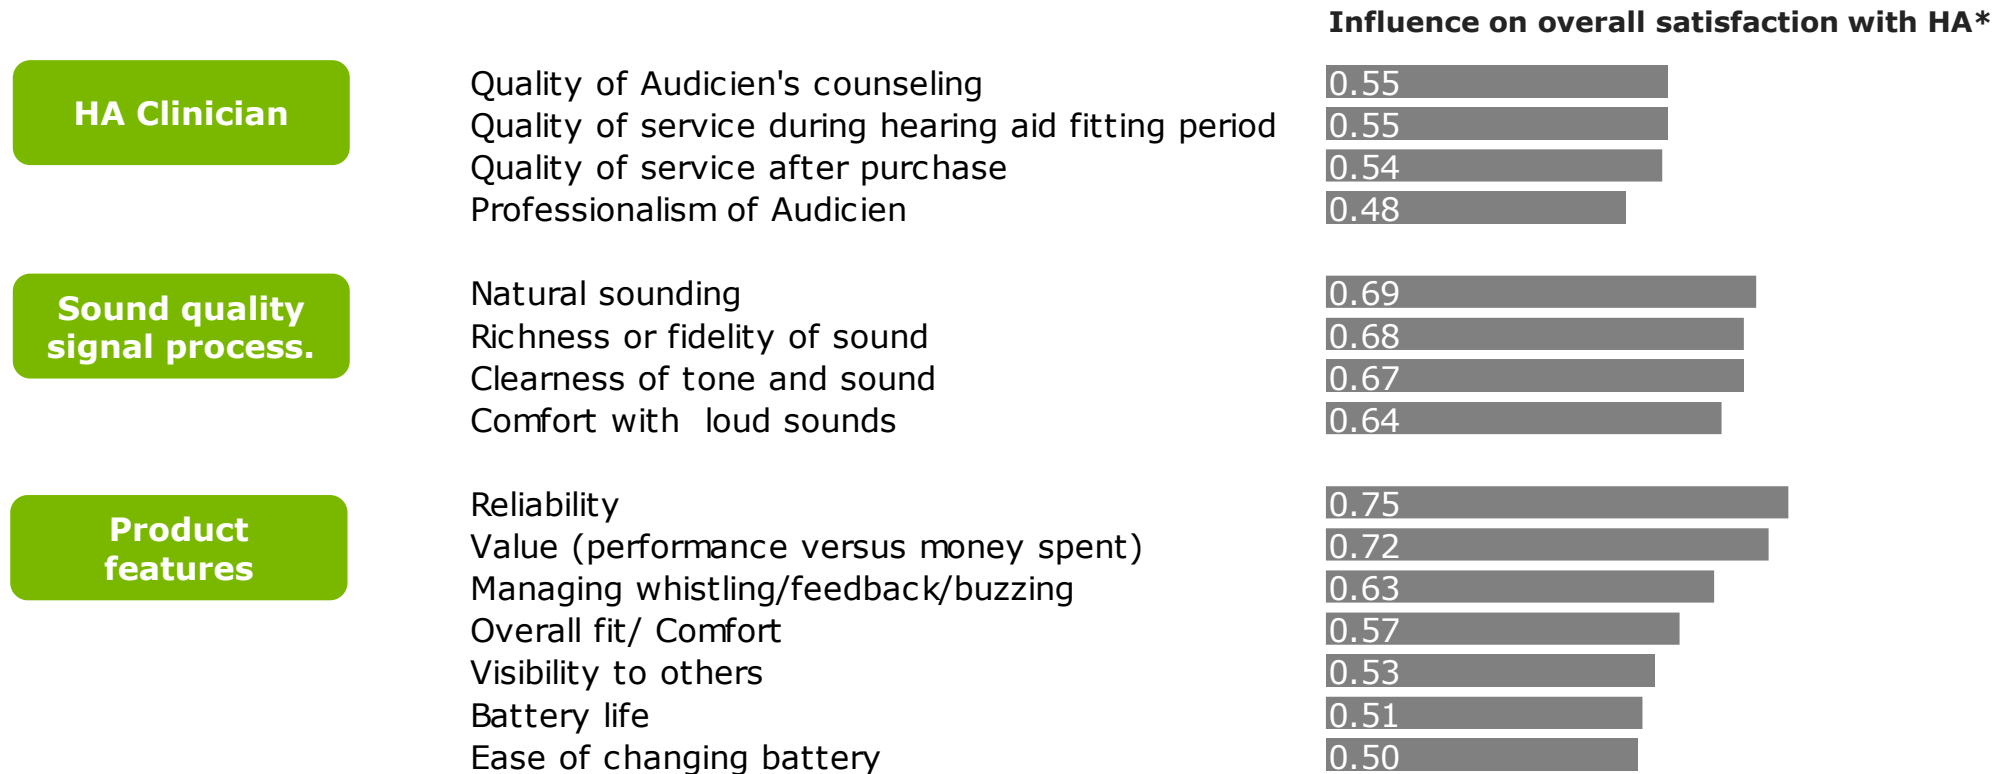 Influence on overall satisfaction with HA*
HA Clinician
Quality of Audicien's counseling 0.55
Quality of service during hearing aid fitting period 0.55
Quality of service after purchase 0.54
Professionalism of Audicien 0.48
Sound quality
signal process.
Natural sounding 0.69
Richness or fidelity of sound 0.68
Clearness of tone and sound 0.67
Comfort with loud sounds 0.64
Product
features
Reliability 0.75
Value (performance versus money spent) 0.72
Managing whistling/feedback/buzzing 0.63
Overall fit/ Comfort 0.57
Visibility to others 0.53
Battery life 0.51
Ease of changing battery 0.50